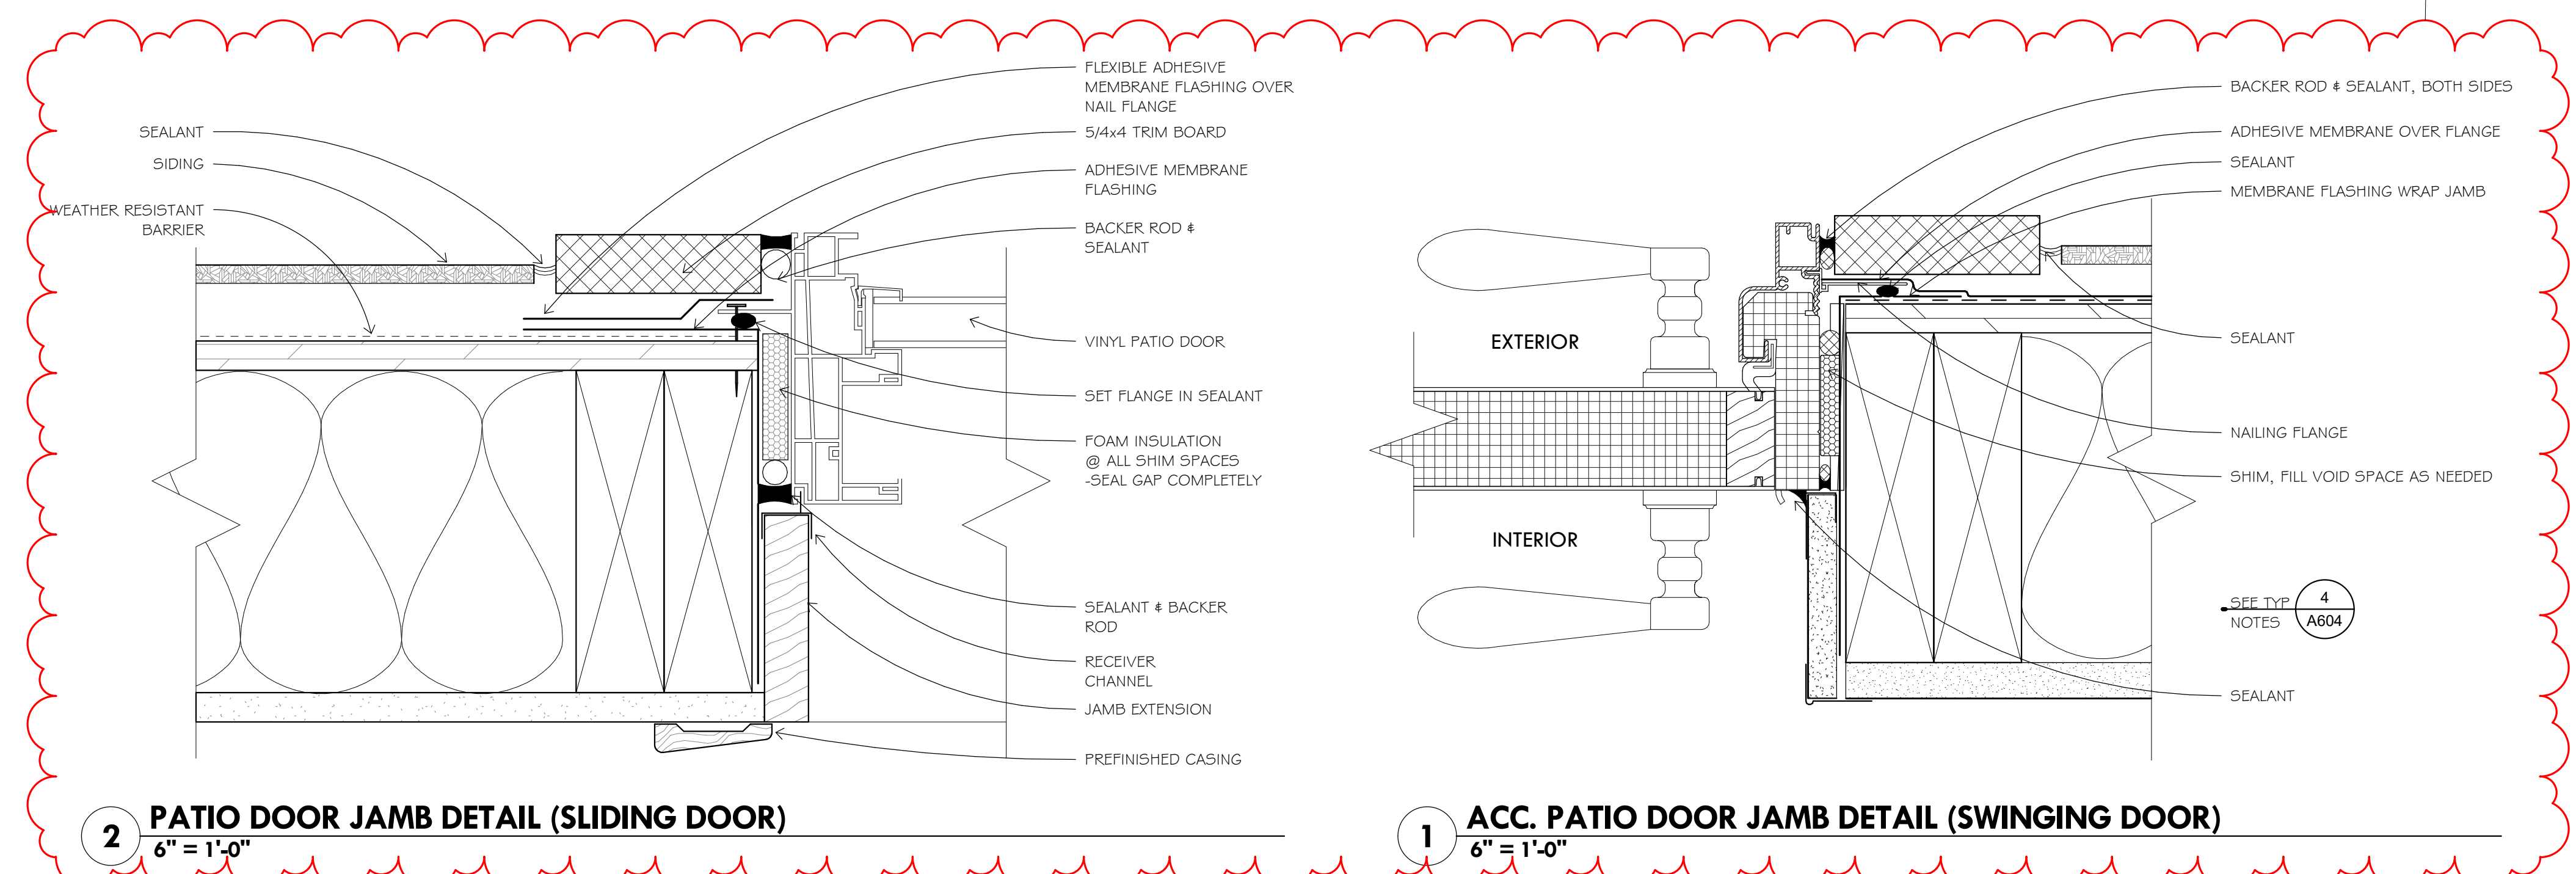 SEALANT
SIDING
WEATHER RESISTANT
BARRIER
FLEXIBLE ADHESIVE
MEMBRANE FLASHING OVER
NAIL FLANGE
5/4x4 TRIM BOARD
ADHESIVE MEMBRANE
FLASHING
BACKER ROD &
SEALANT
VINYL PATIO DOOR
SET FLANGE IN SEALANT
FOAM INSULATION
@ ALL SHIM SPACES
-SEAL GAP COMPLETELY
SEALANT & BACKER
ROD
RECEIVER
CHANNEL
JAMB EXTENSION
PREFINISHED CASING
2
PATIO DOOR JAMB DETAIL (SLIDING DOOR)
6" = 1'-0"
BACKER ROD & SEALANT, BOTH SIDES
ADHESIVE MEMBRANE OVER FLANGE
SEALANT
MEMBRANE FLASHING WRAP JAMB
EXTERIOR
SEALANT
NAILING FLANGE
SHIM, FILL VOID SPACE AS NEEDED
INTERIOR
SEE TYP
NOTES
4
A604
SEALANT
1
ACC. PATIO DOOR JAMB DETAIL (SWINGING DOOR)
6" = 1'-0"